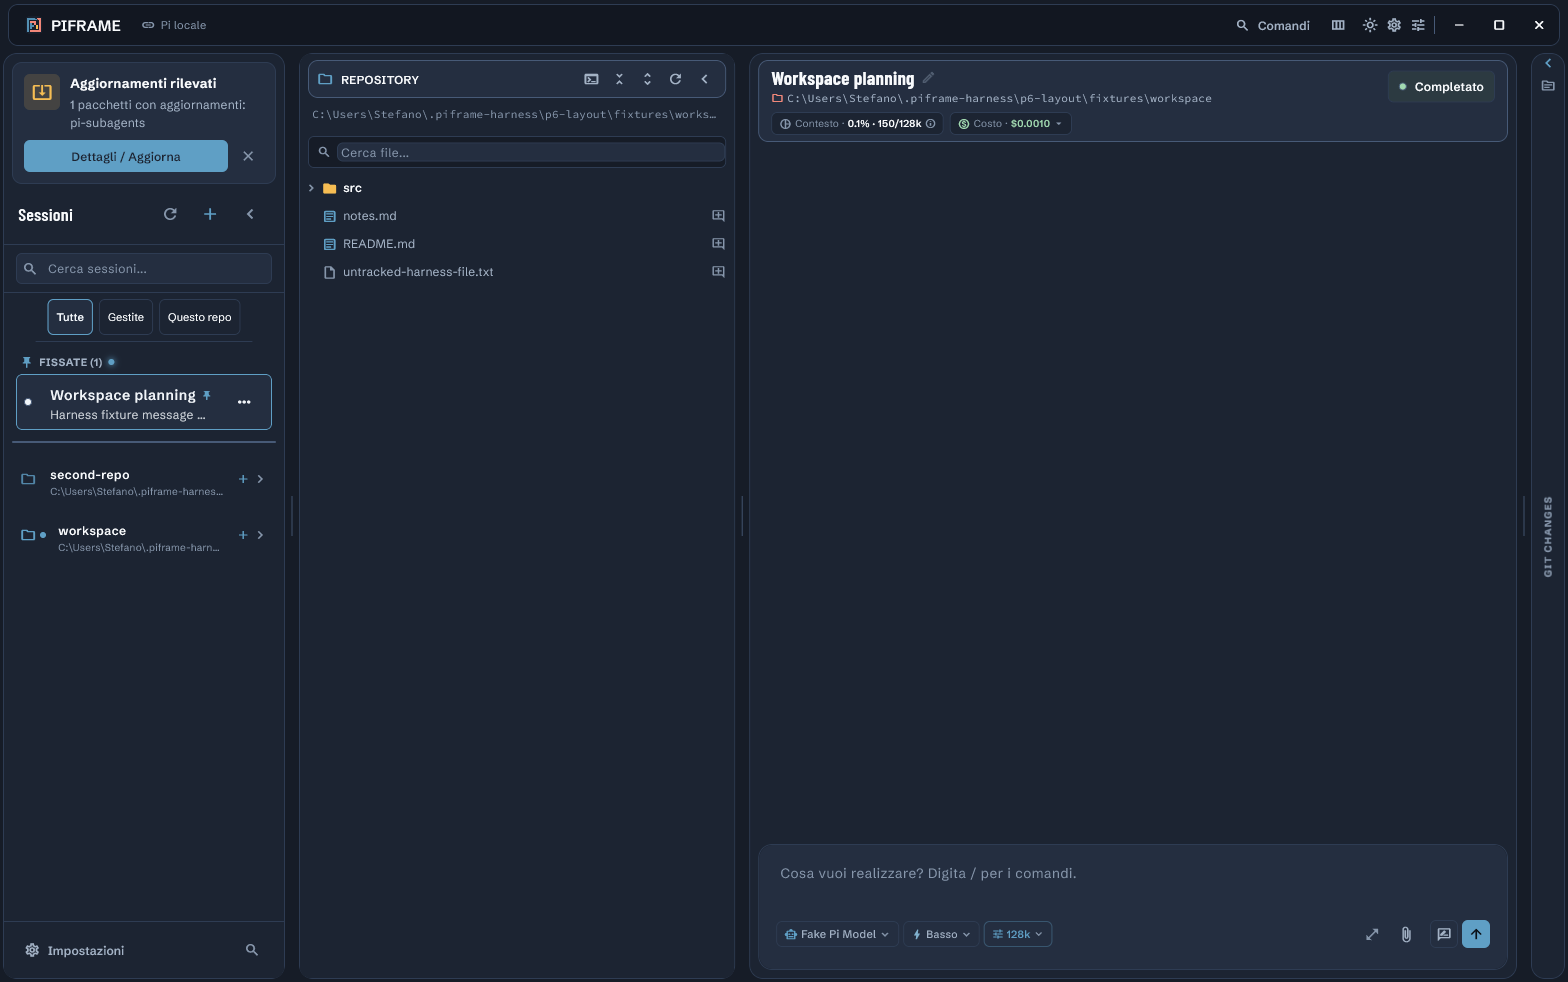 PIFRAME
Pi locale
Comandi
Aggiornamenti rilevati
1 pacchetti con aggiornamenti:
pi-subagents
Dettagli / Aggiorna
Sessioni
Cerca sessioni...
Tutte
Gestite
Questo repo
FISSATE (1)
Workspace planning
Harness fixture message ...
second-repo
C:\Users\Stefano\.piframe-harnes...
workspace
C:\Users\Stefano\.piframe-harn...
Impostazioni
REPOSITORY
C:\Users\Stefano\.piframe-harness\p6-layout\fixtures\works...
Cerca file...
src
notes.md
README.md
untracked-harness-file.txt
Workspace planning
C:\Users\Stefano\.piframe-harness\p6-layout\fixtures\workspace
Contesto · 0.1% · 150/128k
Costo · $0.0010
Completato
Cosa vuoi realizzare? Digita / per i comandi.
Fake Pi Model
Basso
128k
GIT CHANGES